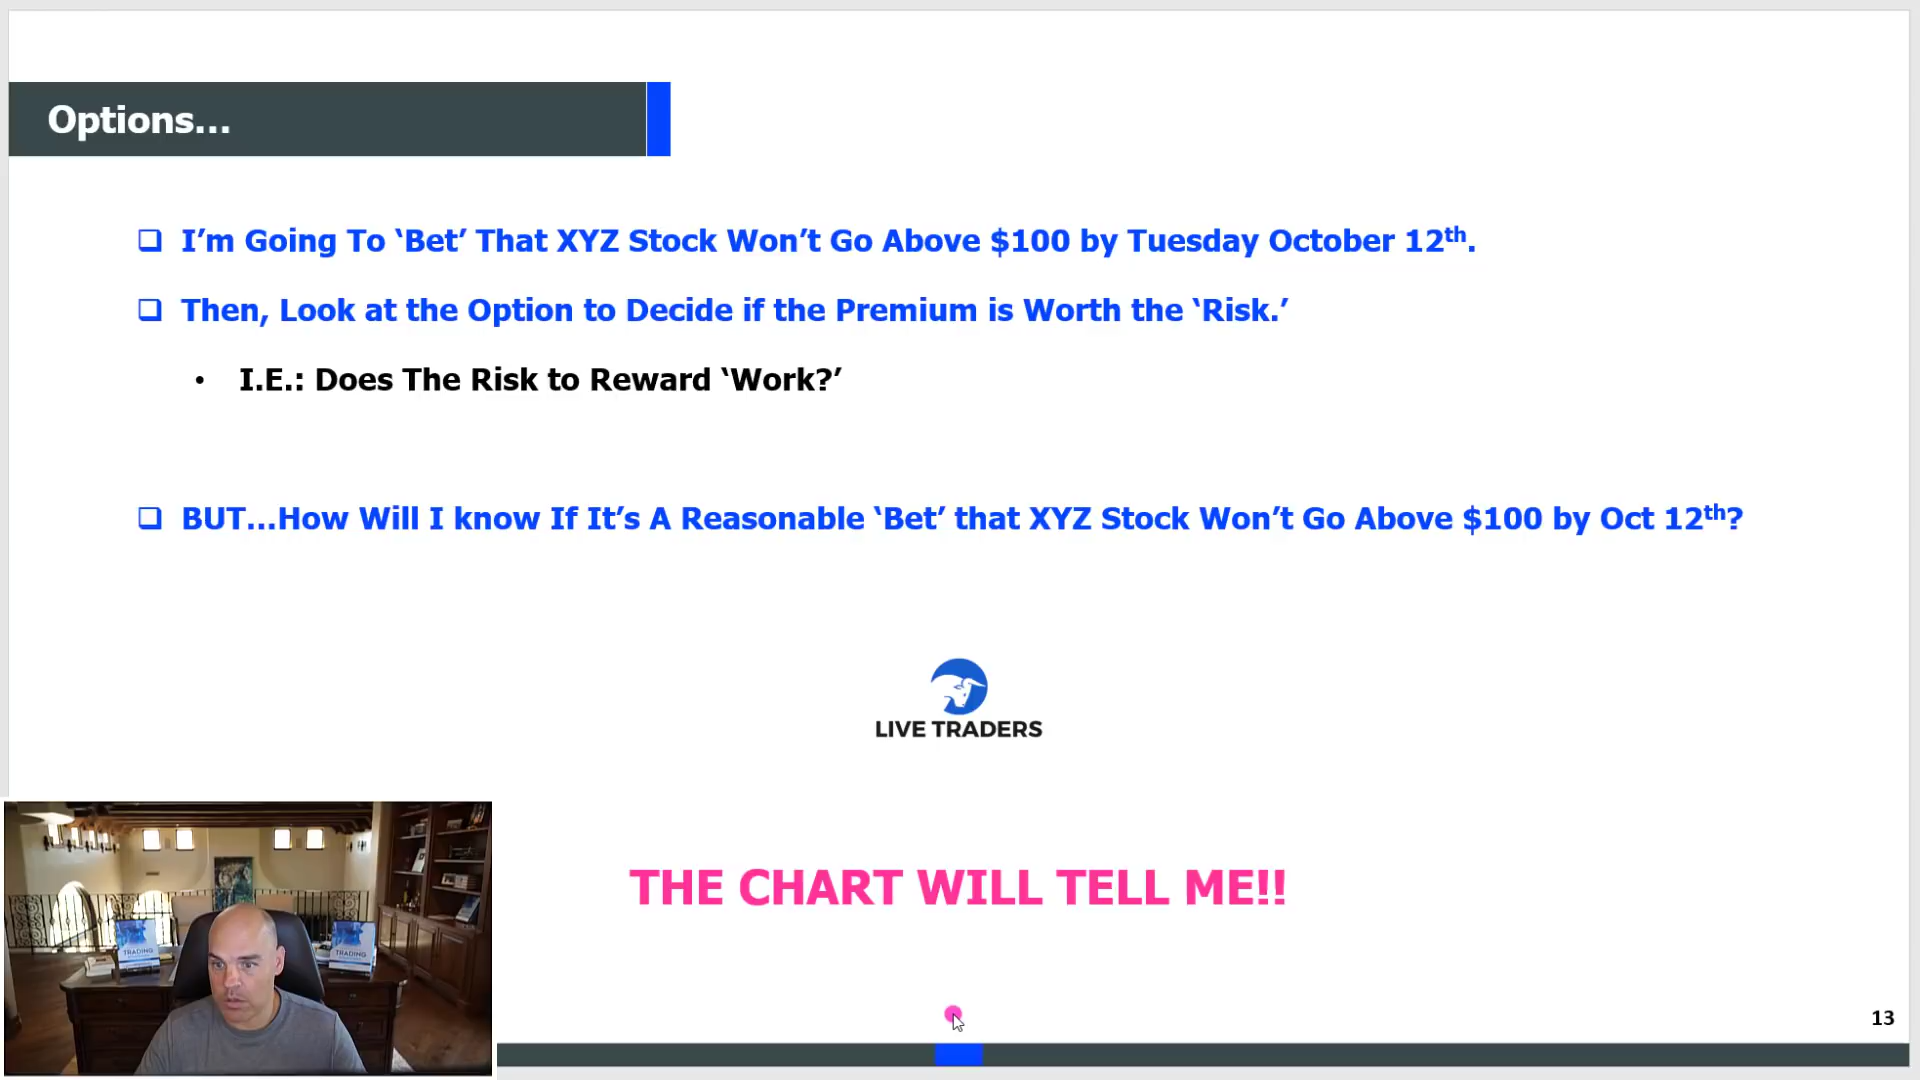 Options...
I'm Going To ‘Bet’ That XYZ Stock Won't Go Above $100 by Tuesday October 12th.
Then, Look at the Option to Decide if the Premium is Worth the ‘Risk.’
I.E.: Does The Risk to Reward ‘Work?’
BUT...How Will I know If It's A Reasonable ‘Bet’ that XYZ Stock Won't Go Above $100 by Oct 12th?
LIVE TRADERS
THE CHART WILL TELL ME!!
TRADING
TRADING
13